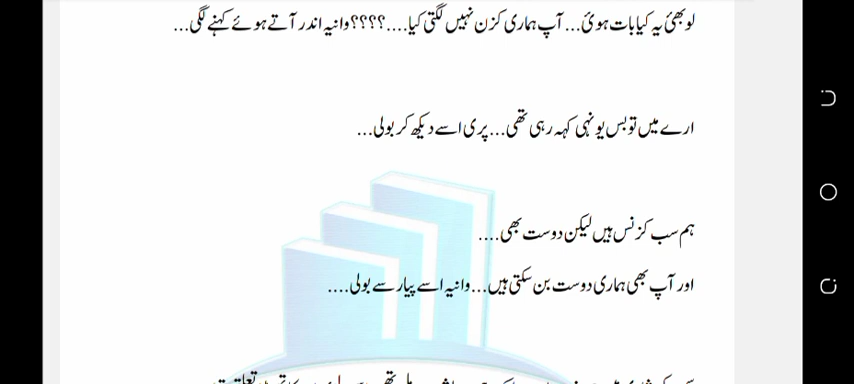 لو بھئ یہ کیا بات ہوئ... آپ ہماری کزن نہیں لگتی کیا....؟؟؟؟ وانیہ اندر آتے ہوئے کہنے لگی...
ارے میں تو بس یونہی کہہ رہی تھی... پری اسے دیکھ کر بولی...
ہم سب کزنس ہیں لیکن دوست بھی....
اور آپ بھی ہماری دوست بن سکتی ہیں... وانیہ اسے پیار سے بولی....